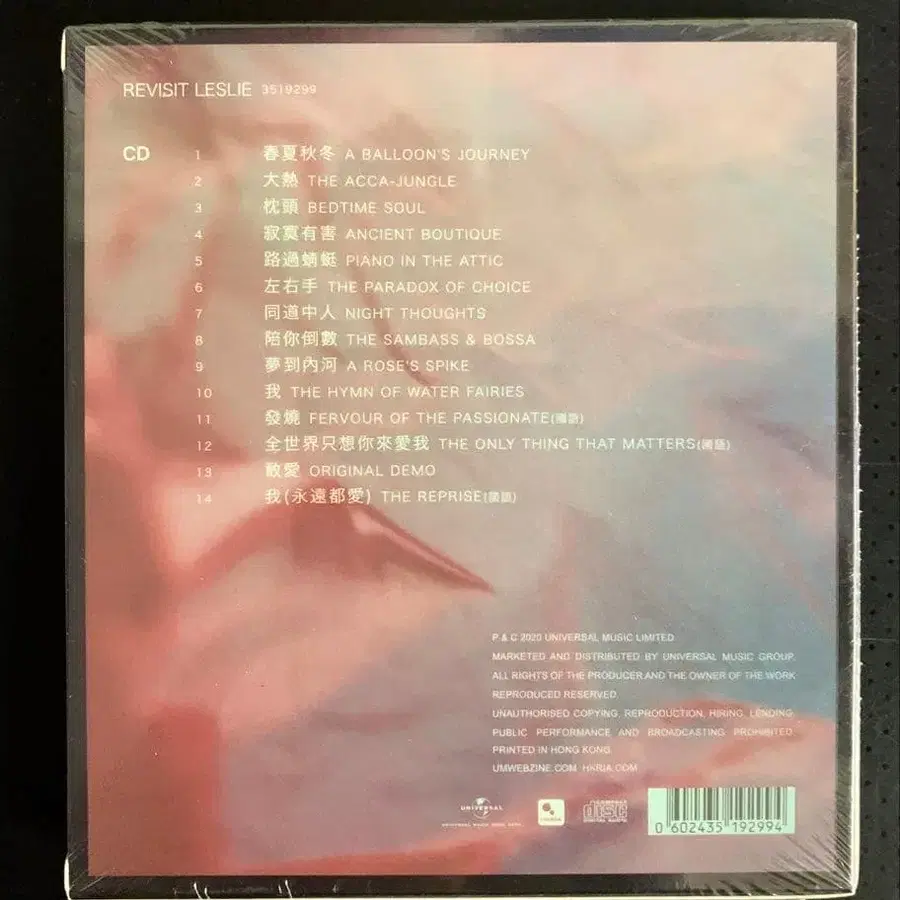 REVISIT LESLIE 3519299
CD 1 春夏秋冬 A BALLOON'S JOURNEY
2 大熱 THE ACCA-JUNGLE
3 枕頭 BEDTIME SOUL
4 寂寞有害 ANCIENT BOUTIQUE
5 路過蜻蜓 PIANO IN THE ATTIC
6 左右手 THE PARADOX OF CHOICE
7 同道中人 NIGHT THOUGHTS
8 陪你倒數 THE SAMBASS & BOSSA
9 夢到內河 A ROSE'S SPIKE
10 我 THE HYMN OF WATER FAIRIES
11 發燒 FERVOUR OF THE PASSIONATE(國語)
12 全世界只想你來愛我 THE ONLY THING THAT MATTERS(國語)
13 敢愛 ORIGINAL DEMO
14 我(永遠都愛) THE REPRISE(國語)
P & C 2020 UNIVERSAL MUSIC LIMITED
MARKETED AND DISTRIBUTED BY UNIVERSAL MUSIC GROUP.
ALL RIGHTS OF THE PRODUCER AND THE OWNER OF THE WORK
REPRODUCED RESERVED.
UNAUTHORISED COPYING, REPRODUCTION, HIRING, LENDING,
PUBLIC PERFORMANCE AND BROADCASTING PROHIBITED.
PRINTED IN HONG KONG.
UMWEBZINE.COM HKRIA.COM
UNIVERSAL
COMPACT
disc
DIGITAL AUDIO
0 602435 192994